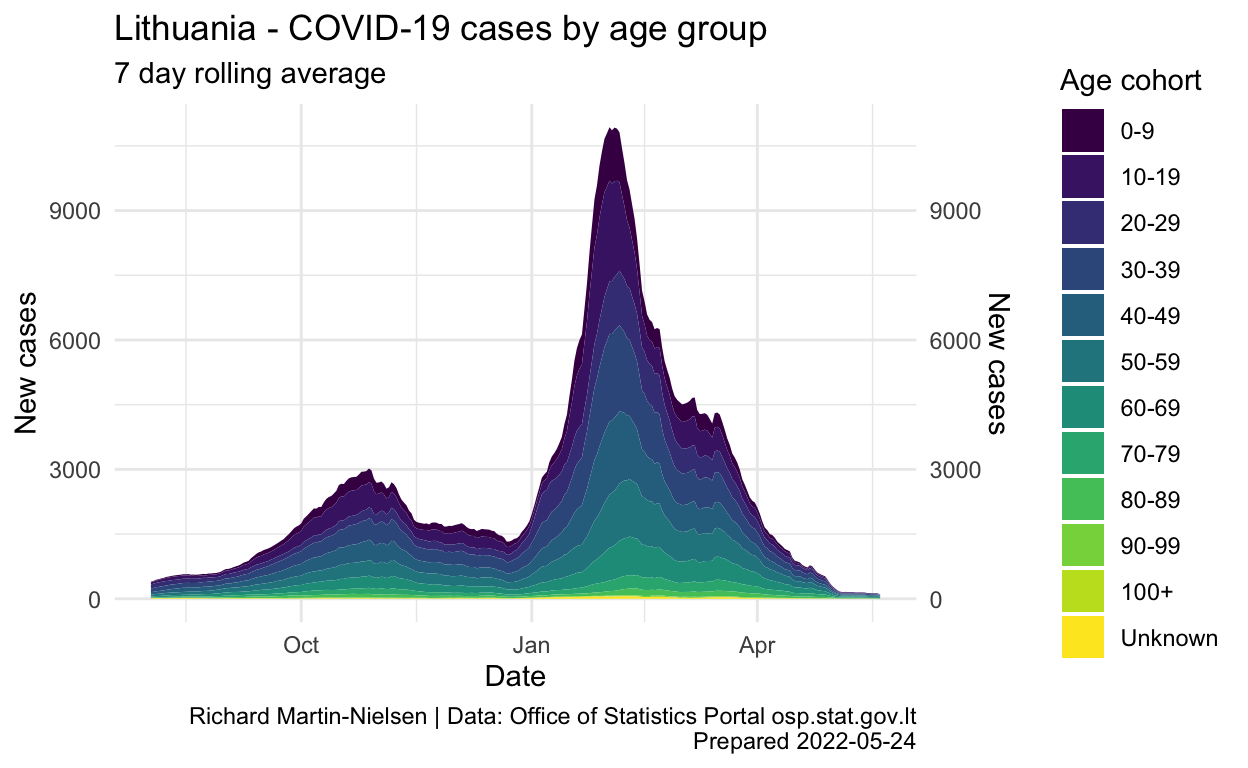 Lithuania - COVID-19 cases by age group
7 day rolling average
New cases
9000
6000
3000
0
Oct
Jan
Apr
Date
9000
6000
3000
0
New cases
Age cohort
0-9
10-19
20-29
30-39
40-49
50-59
60-69
70-79
80-89
90-99
100+
Unknown
Richard Martin-Nielsen | Data: Office of Statistics Portal osp.stat.gov.lt
Prepared 2022-05-24